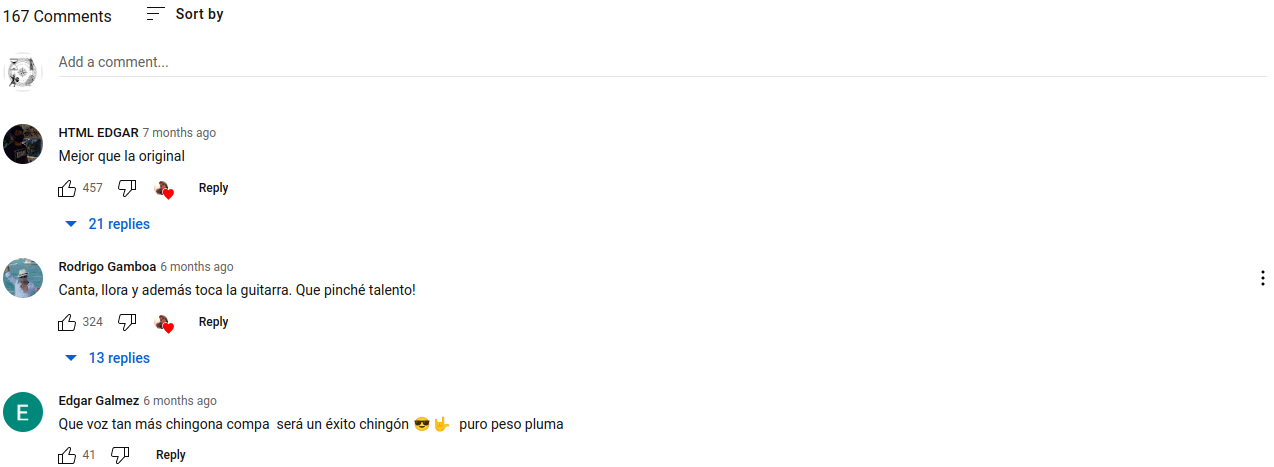 167 Comments Sort by
Add a comment...
HTML EDGAR 7 months ago
Mejor que la original
457 Reply
21 replies
Rodrigo Gamboa 6 months ago
Canta, llora y además toca la guitarra. Que pinché talento!
324 Reply
13 replies
E
Edgar Galmez 6 months ago
Que voz tan más chingona compa será un éxito chingón 😎🤟 puro peso pluma
41 Reply